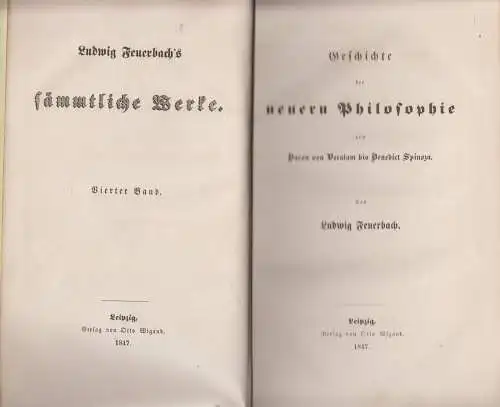 Ludwig Feuerbach's
sämmtliche Werke.
Vierter Band.
Leipzig,
Verlag von Otto Wigand.
1847.
Geschichte
der
neuern Philosophie
von
Bacon von Verulam bis Benedict Spinoza.
Von
Ludwig Feuerbach.
Leipzig,
Verlag von Otto Wigand.
1847.